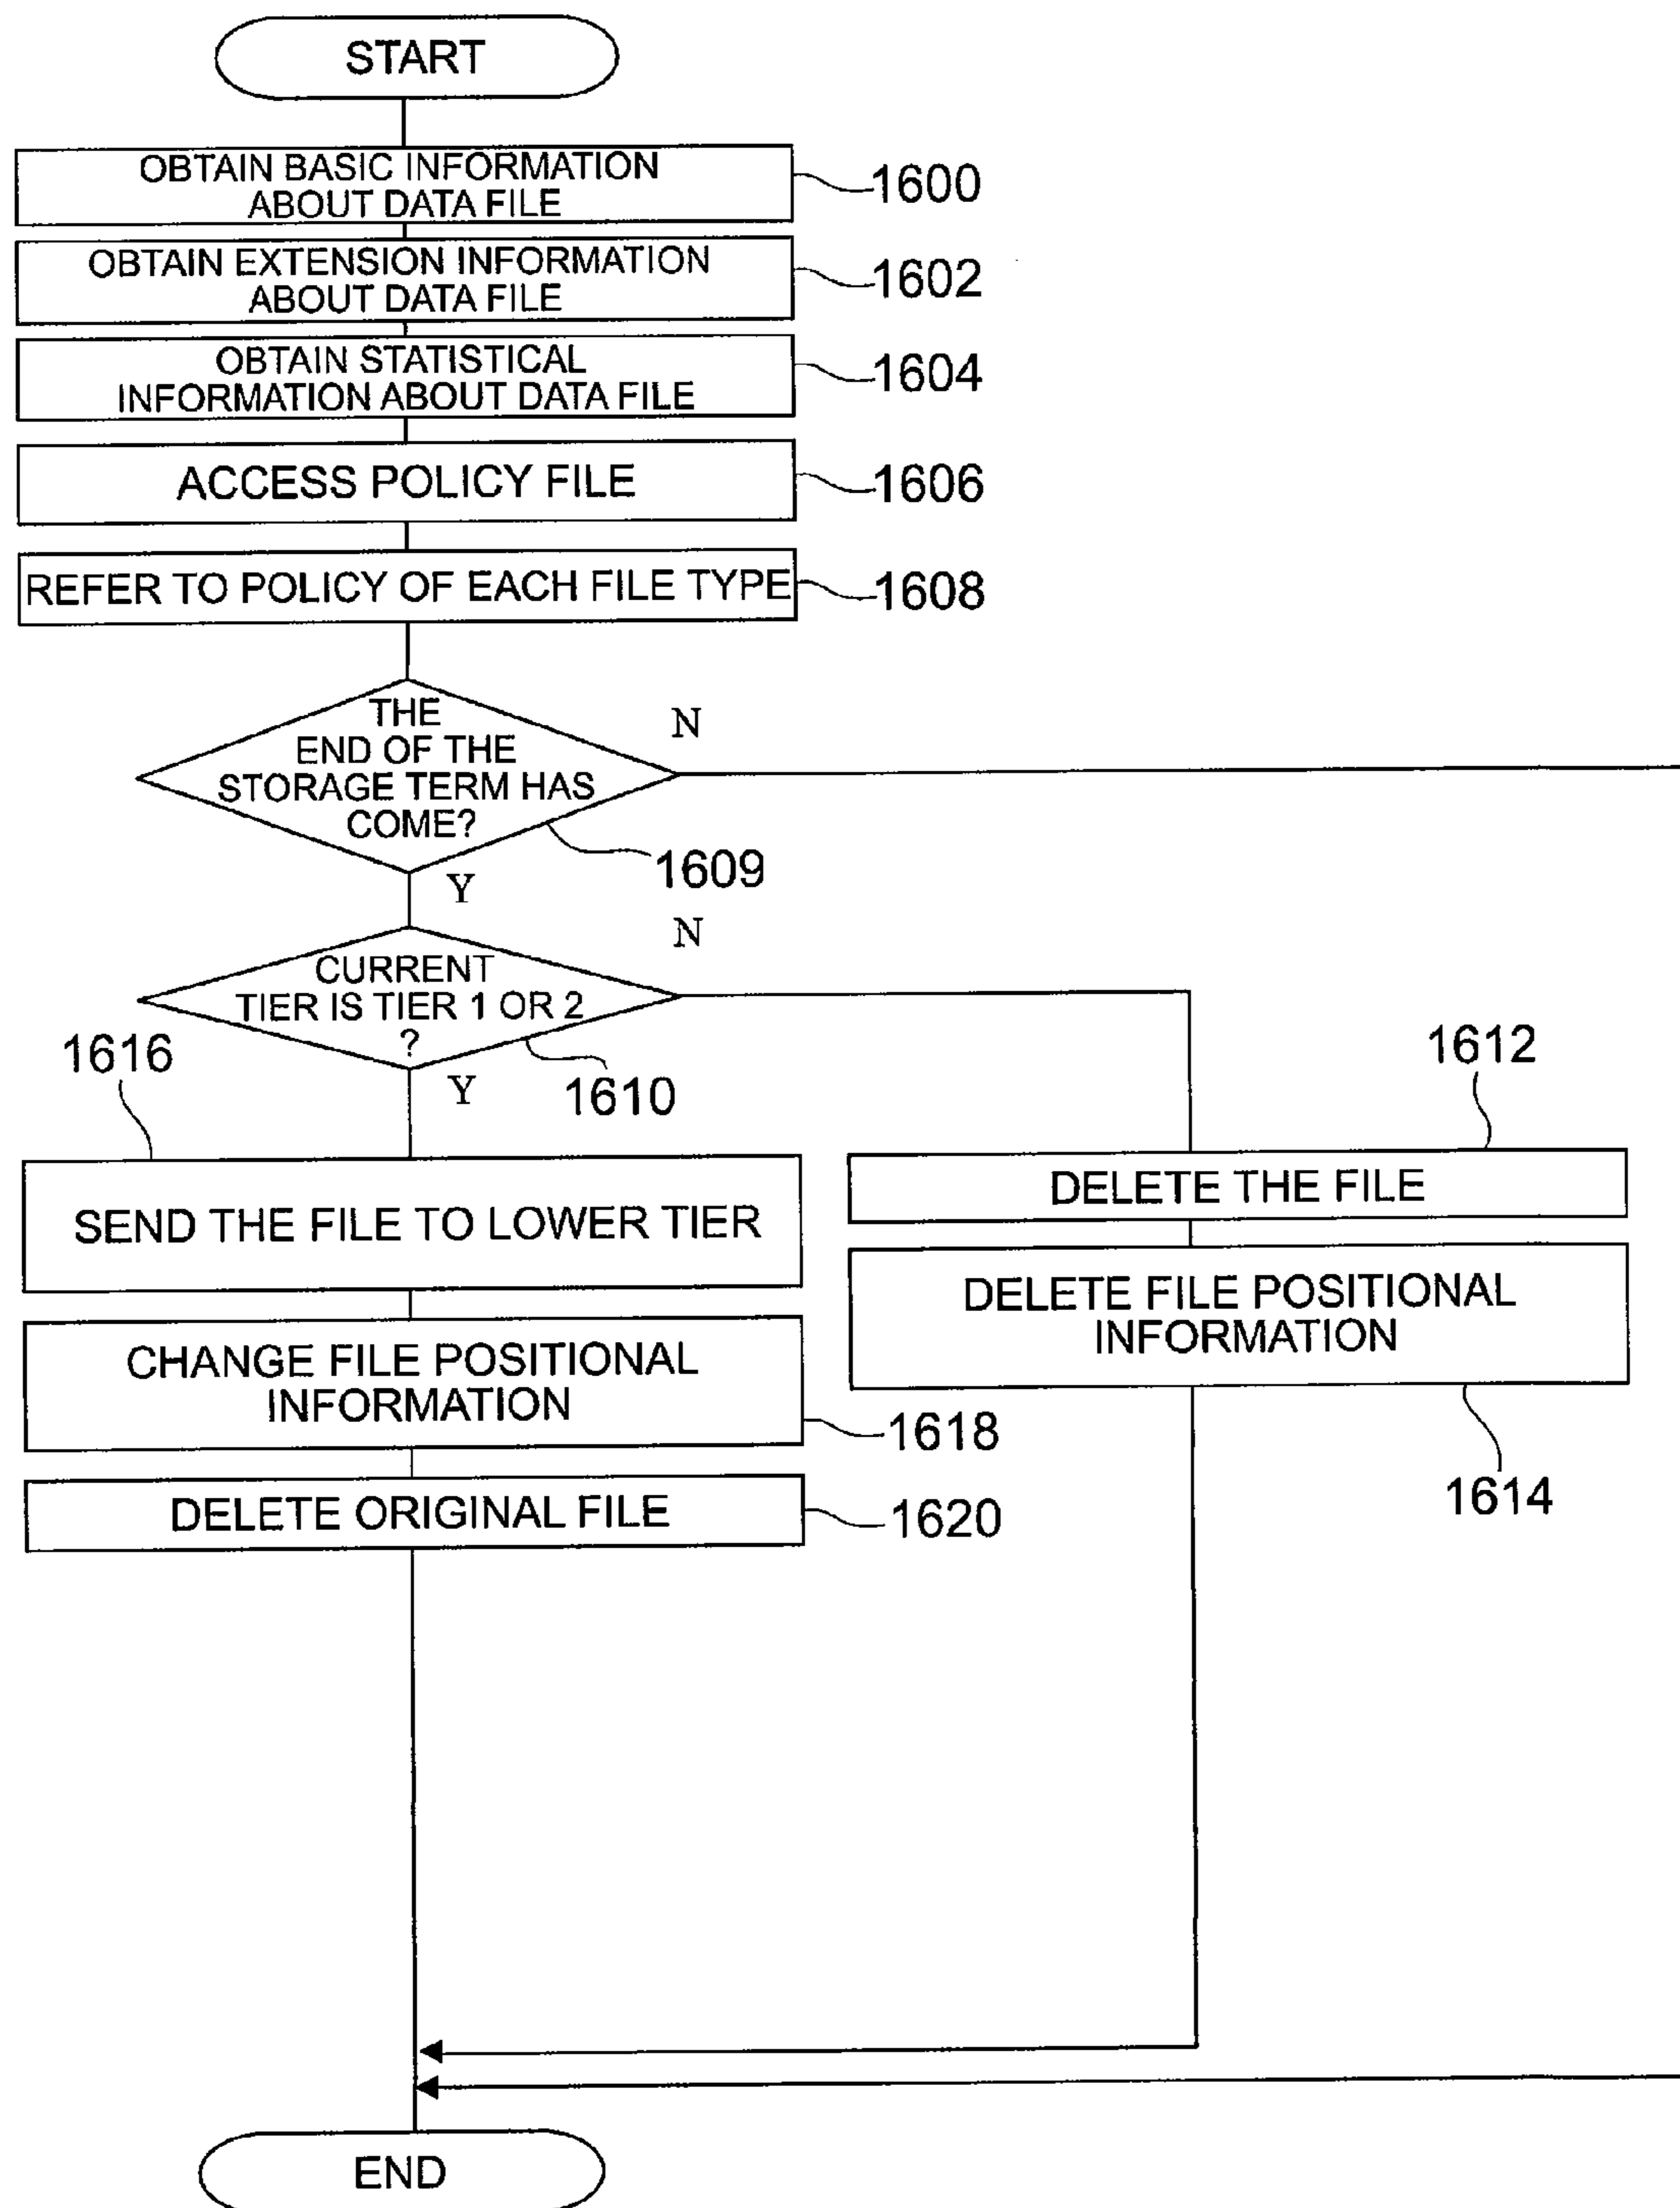 START
OBTAIN BASIC INFORMATION
ABOUT DATA FILE
1600
OBTAIN EXTENSION INFORMATION
ABOUT DATA FILE
1602
OBTAIN STATISTICAL
INFORMATION ABOUT DATA FILE
1604
ACCESS POLICY FILE
1606
REFER TO POLICY OF EACH FILE TYPE
1608
THE
END OF THE
STORAGE TERM HAS
COME?
N
1609
Y
CURRENT
TIER IS TIER 1 OR 2
?
N
1610
Y
1616
SEND THE FILE TO LOWER TIER
CHANGE FILE POSITIONAL
INFORMATION
1618
DELETE ORIGINAL FILE
1620
1612
DELETE THE FILE
DELETE FILE POSITIONAL
INFORMATION
1614
END